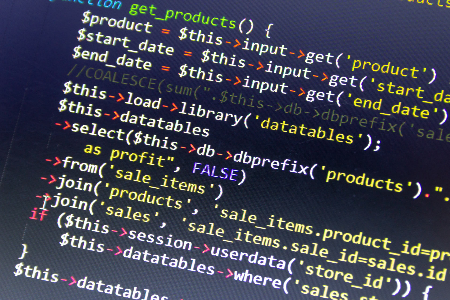 function get_products() {
$product = $this->input->get('product')
$start_date = $this->input->get('start_da
$end_date = $this->input->get('end_date')
//COALESCE(sum(".$this->db->dbprefix('sale
$this->load->library('datatables');
$this->datatables
->select($this->db->dbprefix('products').".
as profit", FALSE)
->from('sale_items')
->join('products', 'sale_items.product_id=pr
->join('sales', 'sale_items.sale_id=sales.id
if ($this->session->userdata('store_id')) {
$this->datatables->where('sales.st
}
$this->datatables